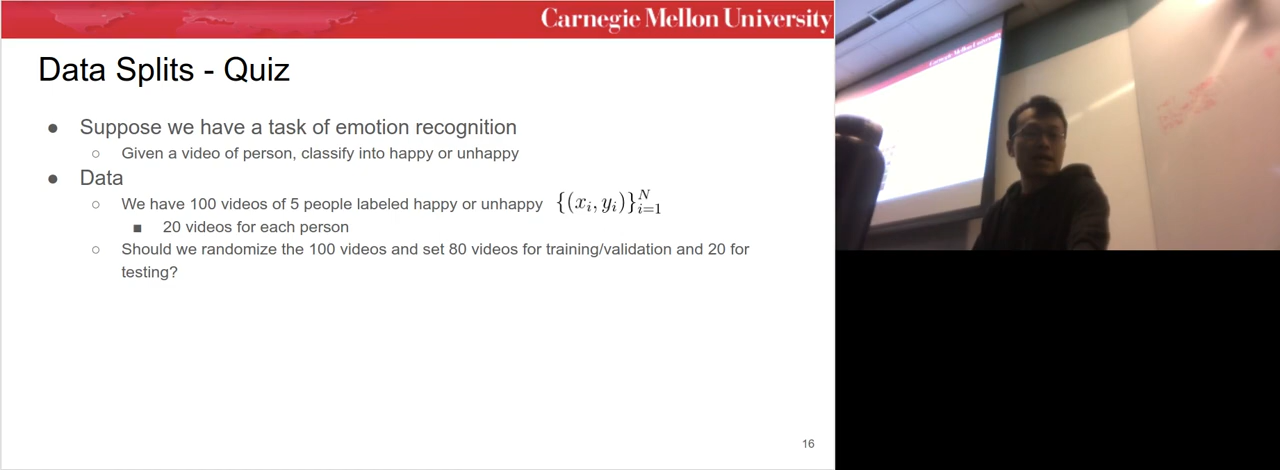 Carnegie Mellon University
Data Splits - Quiz
● Suppose we have a task of emotion recognition
○ Given a video of person, classify into happy or unhappy
● Data
○ We have 100 videos of 5 people labeled happy or unhappy $\{(x_i, y_i)\}_{i=1}^{N}$
■ 20 videos for each person
○ Should we randomize the 100 videos and set 80 videos for training/validation and 20 for
testing?
16
Carnegie Mellon University